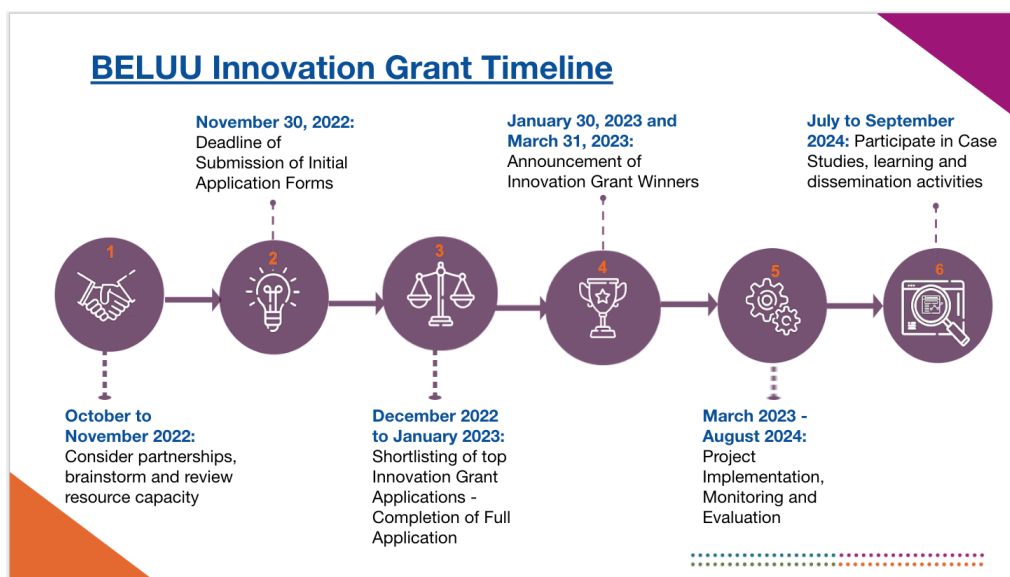 BELUU Innovation Grant Timeline
1
October to
November 2022:
Consider partnerships,
brainstorm and review
resource capacity
November 30, 2022:
Deadline of
Submission of Initial
Application Forms
2
3
December 2022
to January 2023:
Shortlisting of top
Innovation Grant
Applications -
Completion of Full
Application
January 30, 2023 and
March 31, 2023:
Announcement of
Innovation Grant Winners
4
5
March 2023 -
August 2024:
Project
Implementation,
Monitoring and
Evaluation
July to September
2024: Participate in Case
Studies, learning and
dissemination activities
6